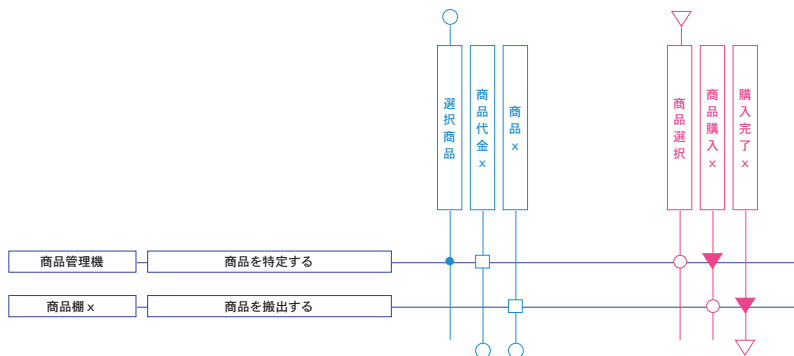 選択商品
商品代金x
商品x
商品選択
商品購入x
購入完了x
商品管理機
商品を特定する
商品棚x
商品を搬出する